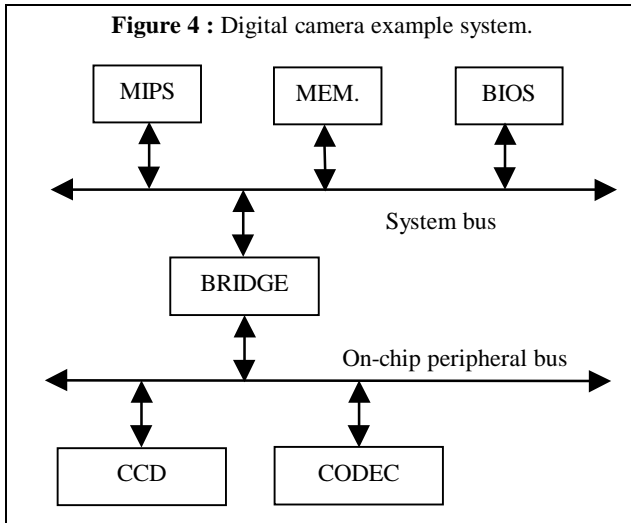 Figure 4 : Digital camera example system.
MIPS MEM. BIOS
System bus
BRIDGE
On-chip peripheral bus
CCD CODEC